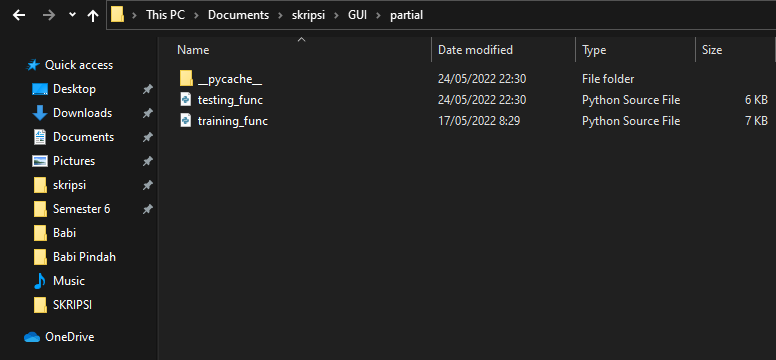 This PC > Documents > skripsi > GUI > partial
Name Date modified Type Size
Quick access
Desktop
Downloads
Documents
Pictures
skripsi
Semester 6
Babi
Babi Pindah
Music
SKRIPSI
OneDrive
__pycache__ 24/05/2022 22:30 File folder
testing_func 24/05/2022 22:30 Python Source File 6 KB
training_func 17/05/2022 8:29 Python Source File 7 KB